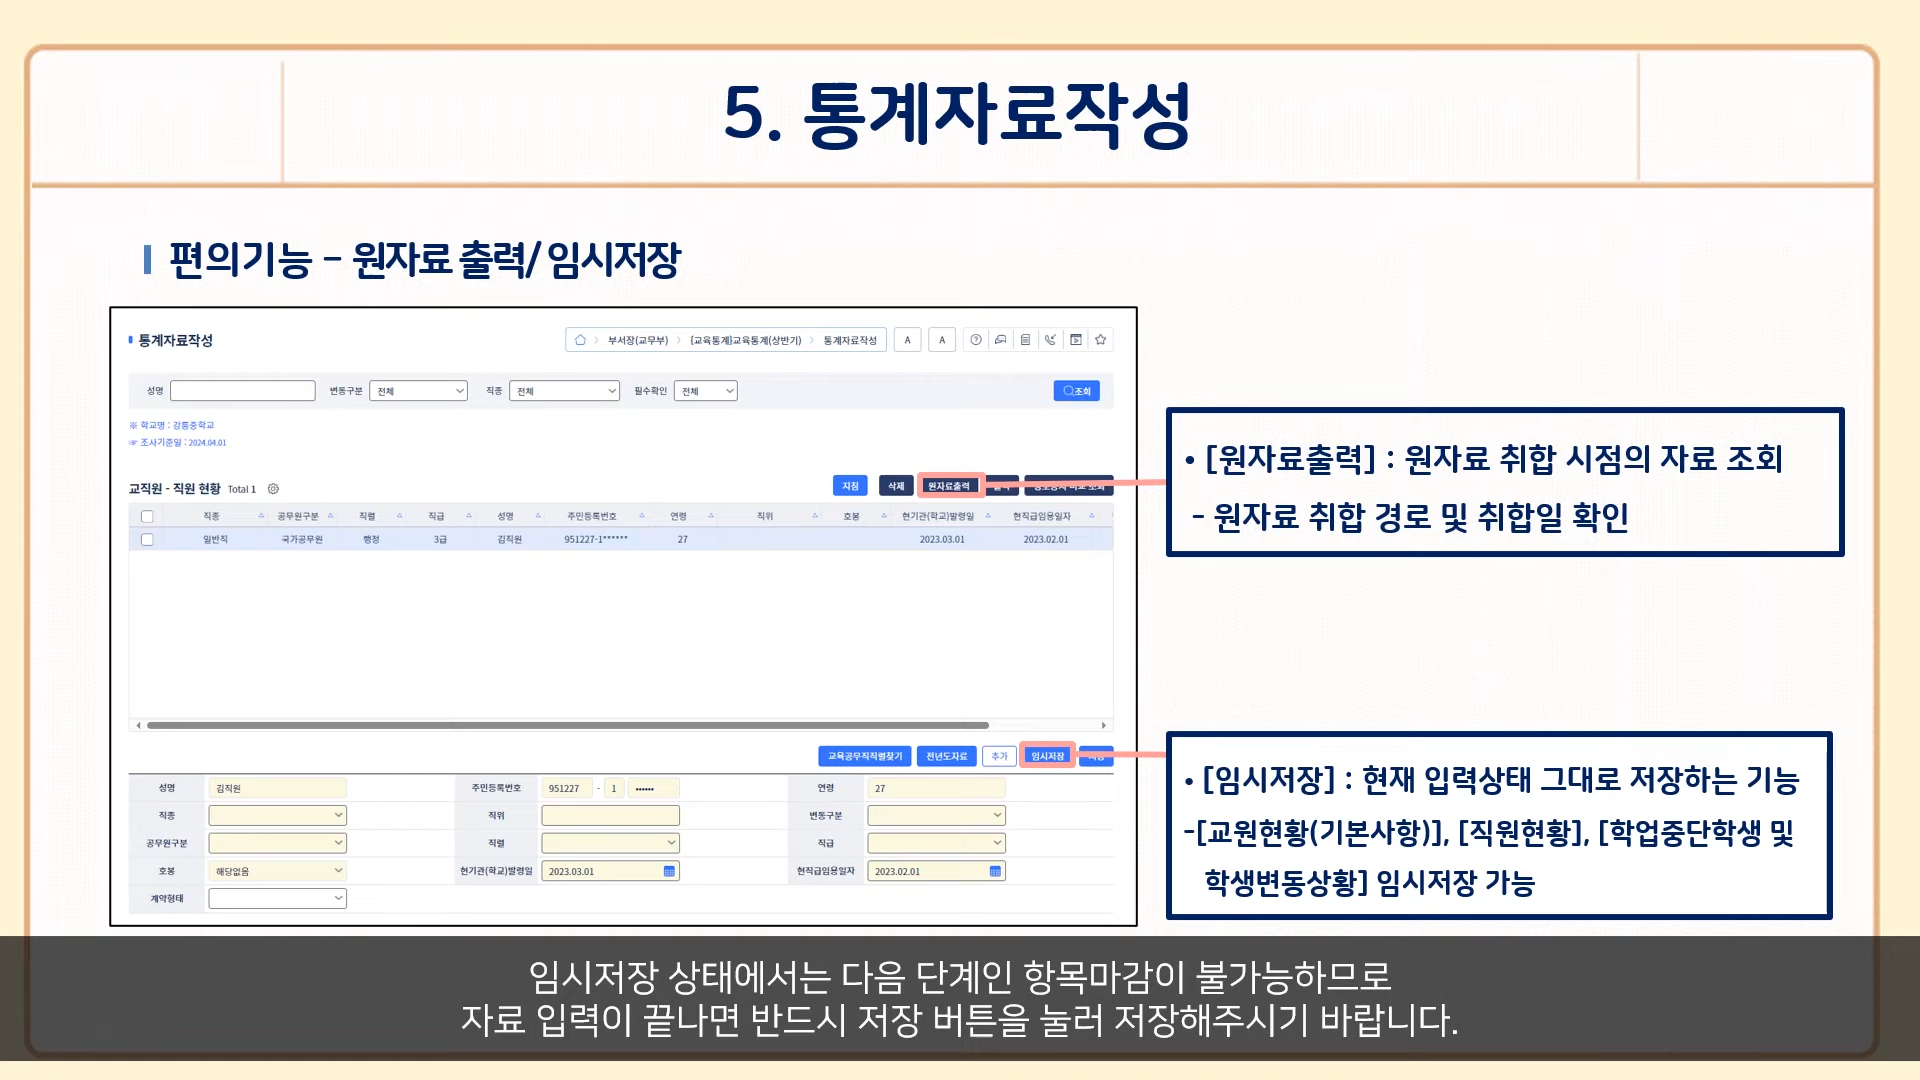 5. 통계자료작성
편의기능 - 원자료 출력/ 임시저장
통계자료작성
부서장(교무부) > [교육통계]교육통계(상반기) > 통계자료작성
A A
성명 변동구분 전체 직종 전체 필수확인 전체 조회
※ 학교명 : 강릉중학교
☞ 조사기준일 : 2024.04.01
교직원 - 직원 현황 Total 1
지침 삭제 원자료출력
직종 공무원구분 직렬 직급 성명 주민등록번호 연령 직위 호봉 현기관(학교)발령일 현직급임용일자
일반직 국가공무원 행정 3급 김직원 951227-1****** 27 2023.03.01 2023.02.01
교육공무직직렬찾기 전년도자료 추가 임시저장 저장
성명 김직원 주민등록번호 951227 - 1 •••••• 연령 27
직종 직위 변동구분
공무원구분 직렬 직급
호봉 해당없음 현기관(학교)발령일 2023.03.01 현직급임용일자 2023.02.01
계약형태
• [원자료출력] : 원자료 취합 시점의 자료 조회
- 원자료 취합 경로 및 취합일 확인
• [임시저장] : 현재 입력상태 그대로 저장하는 기능
-[교원현황(기본사항)], [직원현황], [학업중단학생 및
학생변동상황] 임시저장 가능
임시저장 상태에서는 다음 단계인 항목마감이 불가능하므로
자료 입력이 끝나면 반드시 저장 버튼을 눌러 저장해주시기 바랍니다.